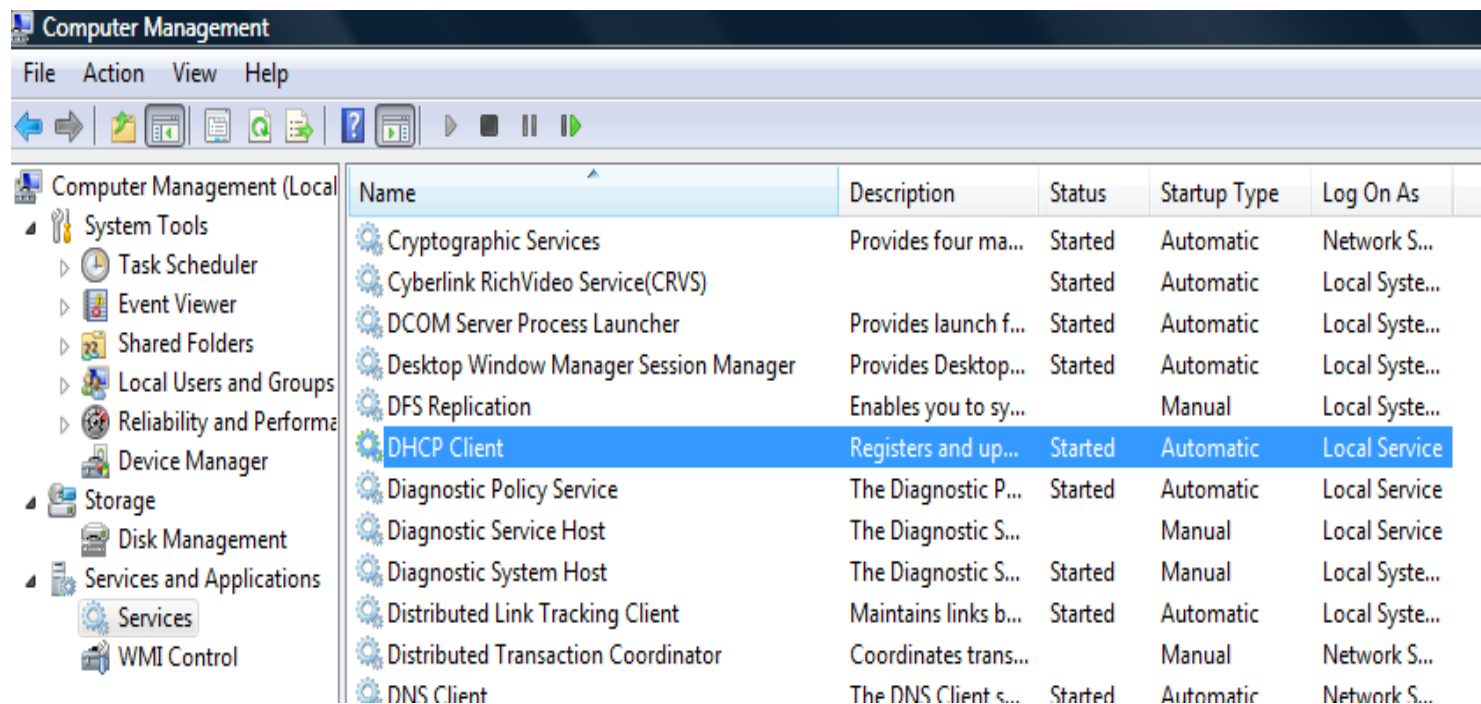 Computer Management
File Action View Help
Computer Management (Local
System Tools
Task Scheduler
Event Viewer
Shared Folders
Local Users and Groups
Reliability and Performa
Device Manager
Storage
Disk Management
Services and Applications
Services
WMI Control
Name Description Status Startup Type Log On As
Cryptographic Services Provides four ma... Started Automatic Network S...
Cyberlink RichVideo Service(CRVS) Started Automatic Local Syste...
DCOM Server Process Launcher Provides launch f... Started Automatic Local Syste...
Desktop Window Manager Session Manager Provides Desktop... Started Automatic Local Syste...
DFS Replication Enables you to sy... Manual Local Syste...
DHCP Client Registers and up... Started Automatic Local Service
Diagnostic Policy Service The Diagnostic P... Started Automatic Local Service
Diagnostic Service Host The Diagnostic S... Manual Local Service
Diagnostic System Host The Diagnostic S... Started Manual Local Syste...
Distributed Link Tracking Client Maintains links b... Started Automatic Local Syste...
Distributed Transaction Coordinator Coordinates trans... Manual Network S...
DNS Client The DNS Client s... Started Automatic Network S...